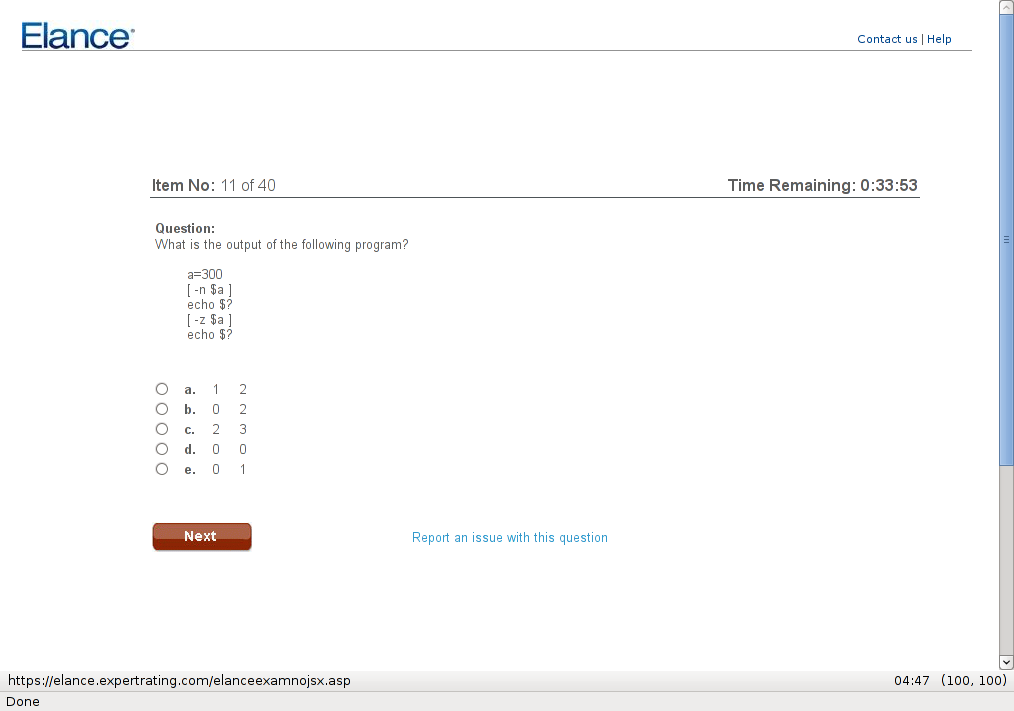 Elance
Contact us | Help
Item No: 11 of 40
Time Remaining: 0:33:53
Question:
What is the output of the following program?
a=300
[ -n $a ]
echo $?
[ -z $a ]
echo $?
a. 1 2
b. 0 2
c. 2 3
d. 0 0
e. 0 1
Next
Report an issue with this question
https://elance.expertrating.com/elanceexamnojsx.asp
04:47 (100, 100)
Done